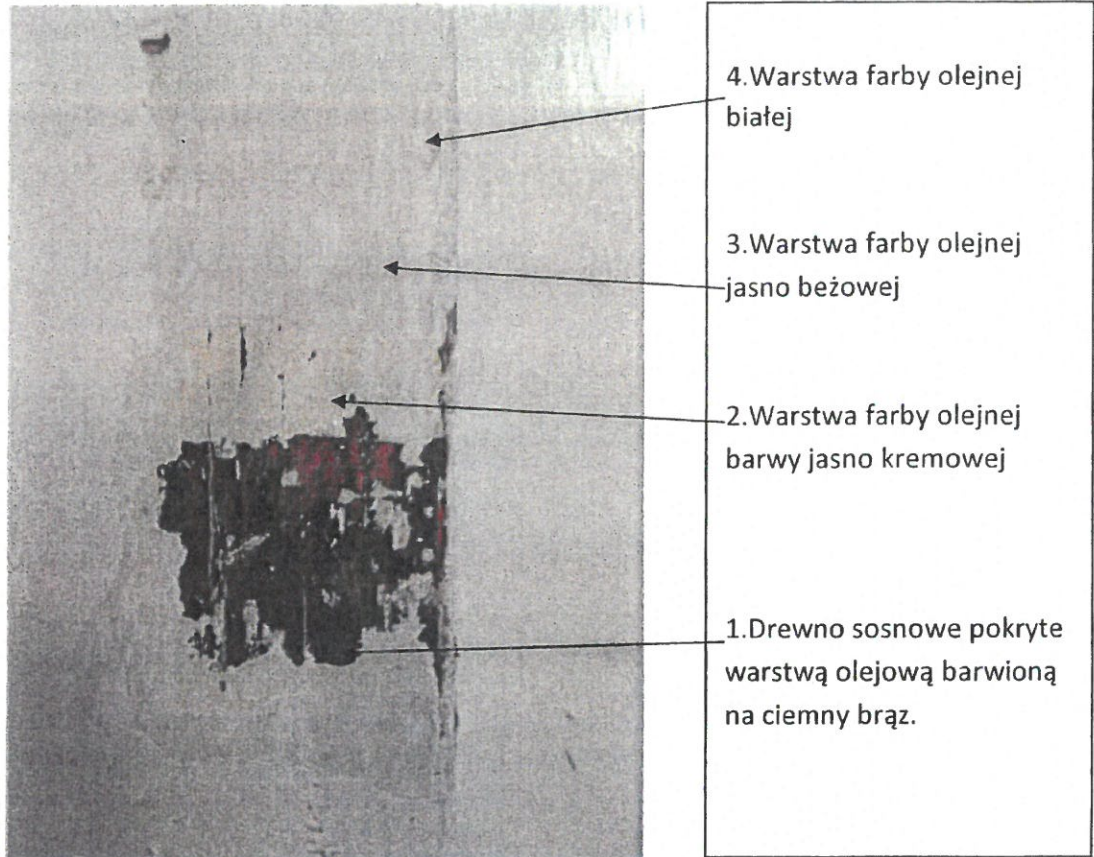 4.Warstwa farby olejnej
białej
3.Warstwa farby olejnej
jasno beżowej
2.Warstwa farby olejnej
barwy jasno kremowej
1.Drewno sosnowe pokryte
warstwą olejową barwioną
na ciemny brąz.